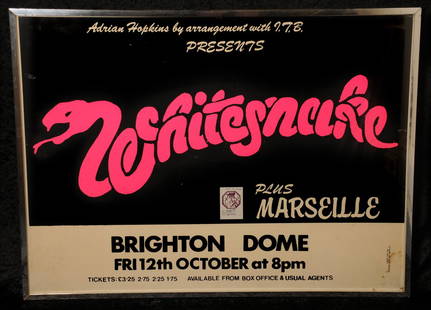 Adrian Hopkins by arrangement with I.T.B.
PRESENTS
Whitesnake
PLUS
MARSEILLE
BRIGHTON DOME
FRI 12th OCTOBER at 8pm
TICKETS: £3·25 2·75 2·25 1·75 AVAILABLE FROM BOX OFFICE & USUAL AGENTS